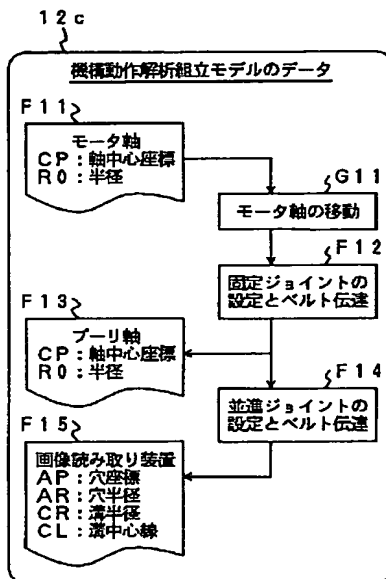 12c
機構動作解析組立モデルのデータ
F11
モータ軸
CP:軸中心座標
R0:半径
G11
モータ軸の移動
F12
固定ジョイントの
設定とベルト伝達
F13
プーリ軸
CP:軸中心座標
R0:半径
F14
並進ジョイントの
設定とベルト伝達
F15
画像読み取り装置
AP:穴座標
AR:穴半径
CR:溝半径
CL:溝中心線